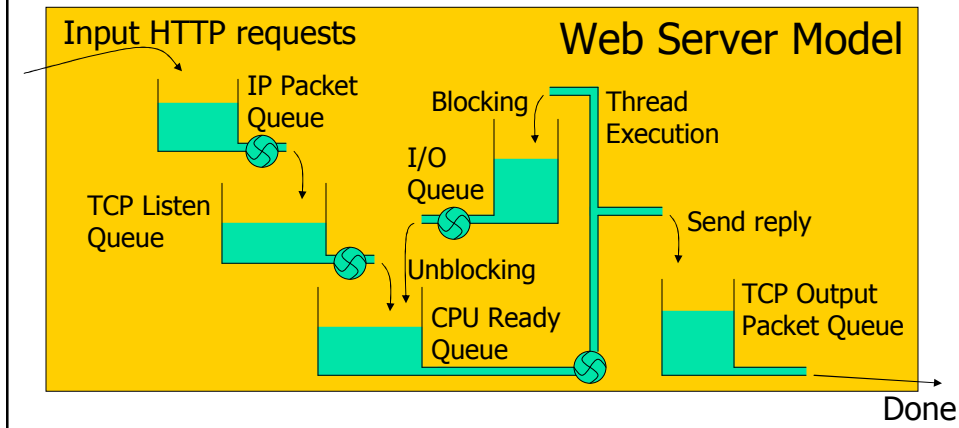 Input HTTP requests
Web Server Model
IP Packet
Queue
Blocking
Thread
Execution
I/O
Queue
TCP Listen
Queue
Send reply
Unblocking
CPU Ready
Queue
TCP Output
Packet Queue
Done